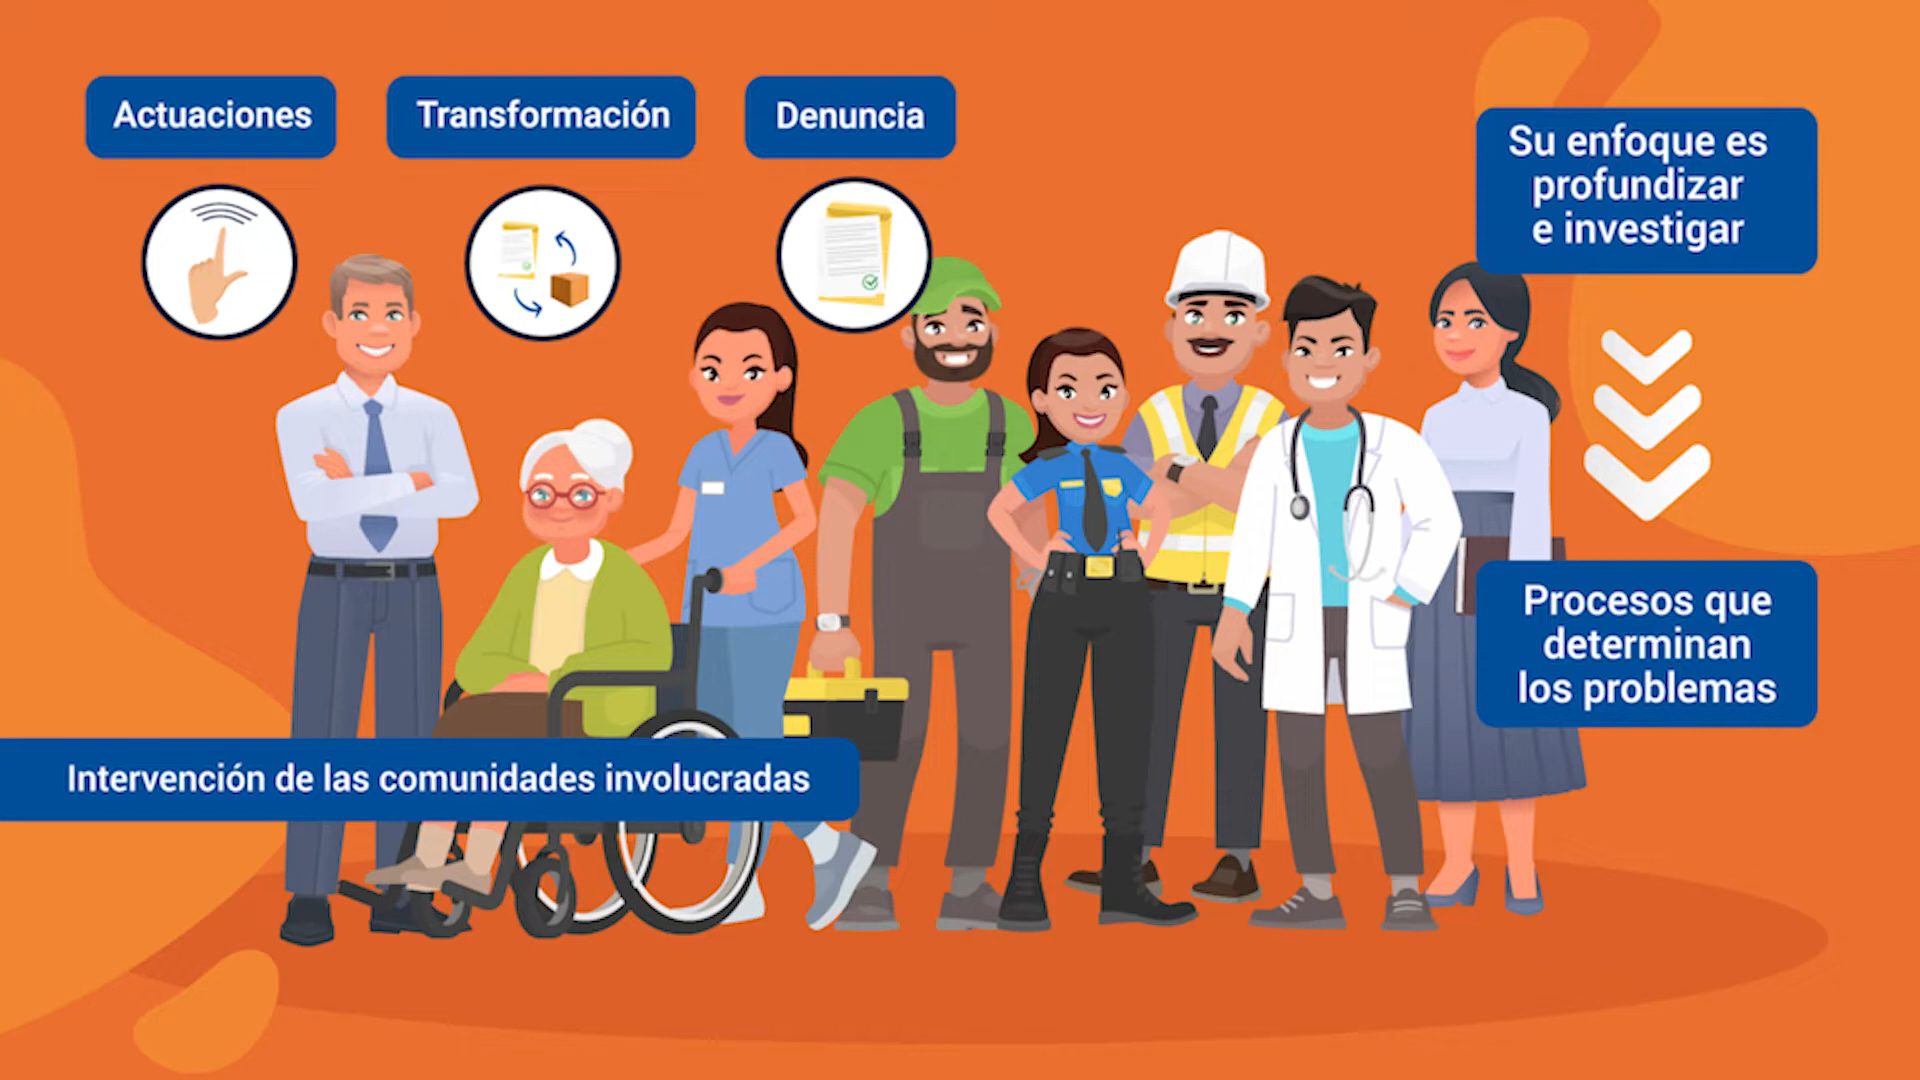 Actuaciones
Transformación
Denuncia
Su enfoque es
profundizar
e investigar
Procesos que
determinan
los problemas
Intervención de las comunidades involucradas